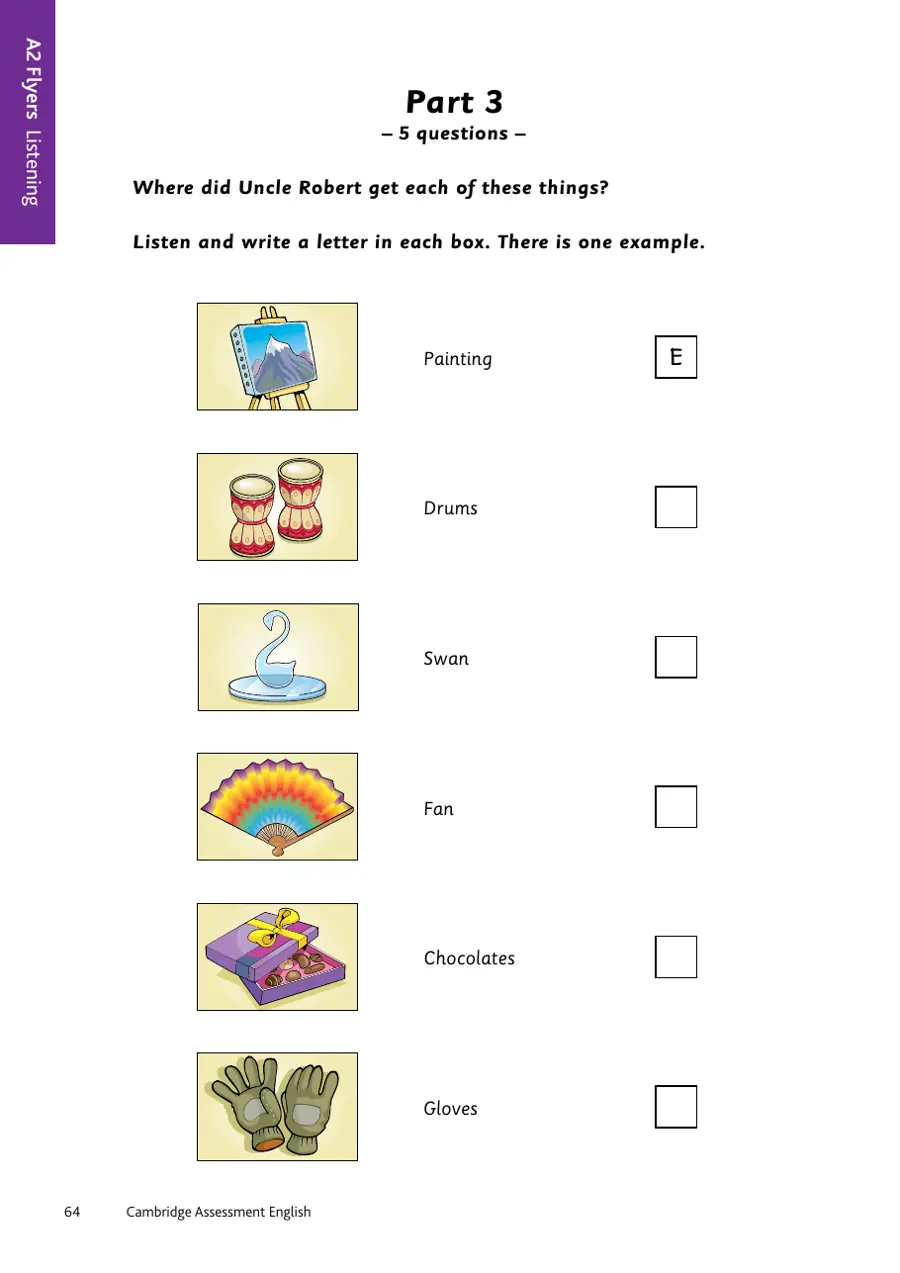 A2 Flyers Listening
Part 3
– 5 questions –
Where did Uncle Robert get each of these things?
Listen and write a letter in each box. There is one example.
Painting
E
Drums
Swan
Fan
Chocolates
Gloves
64 Cambridge Assessment English